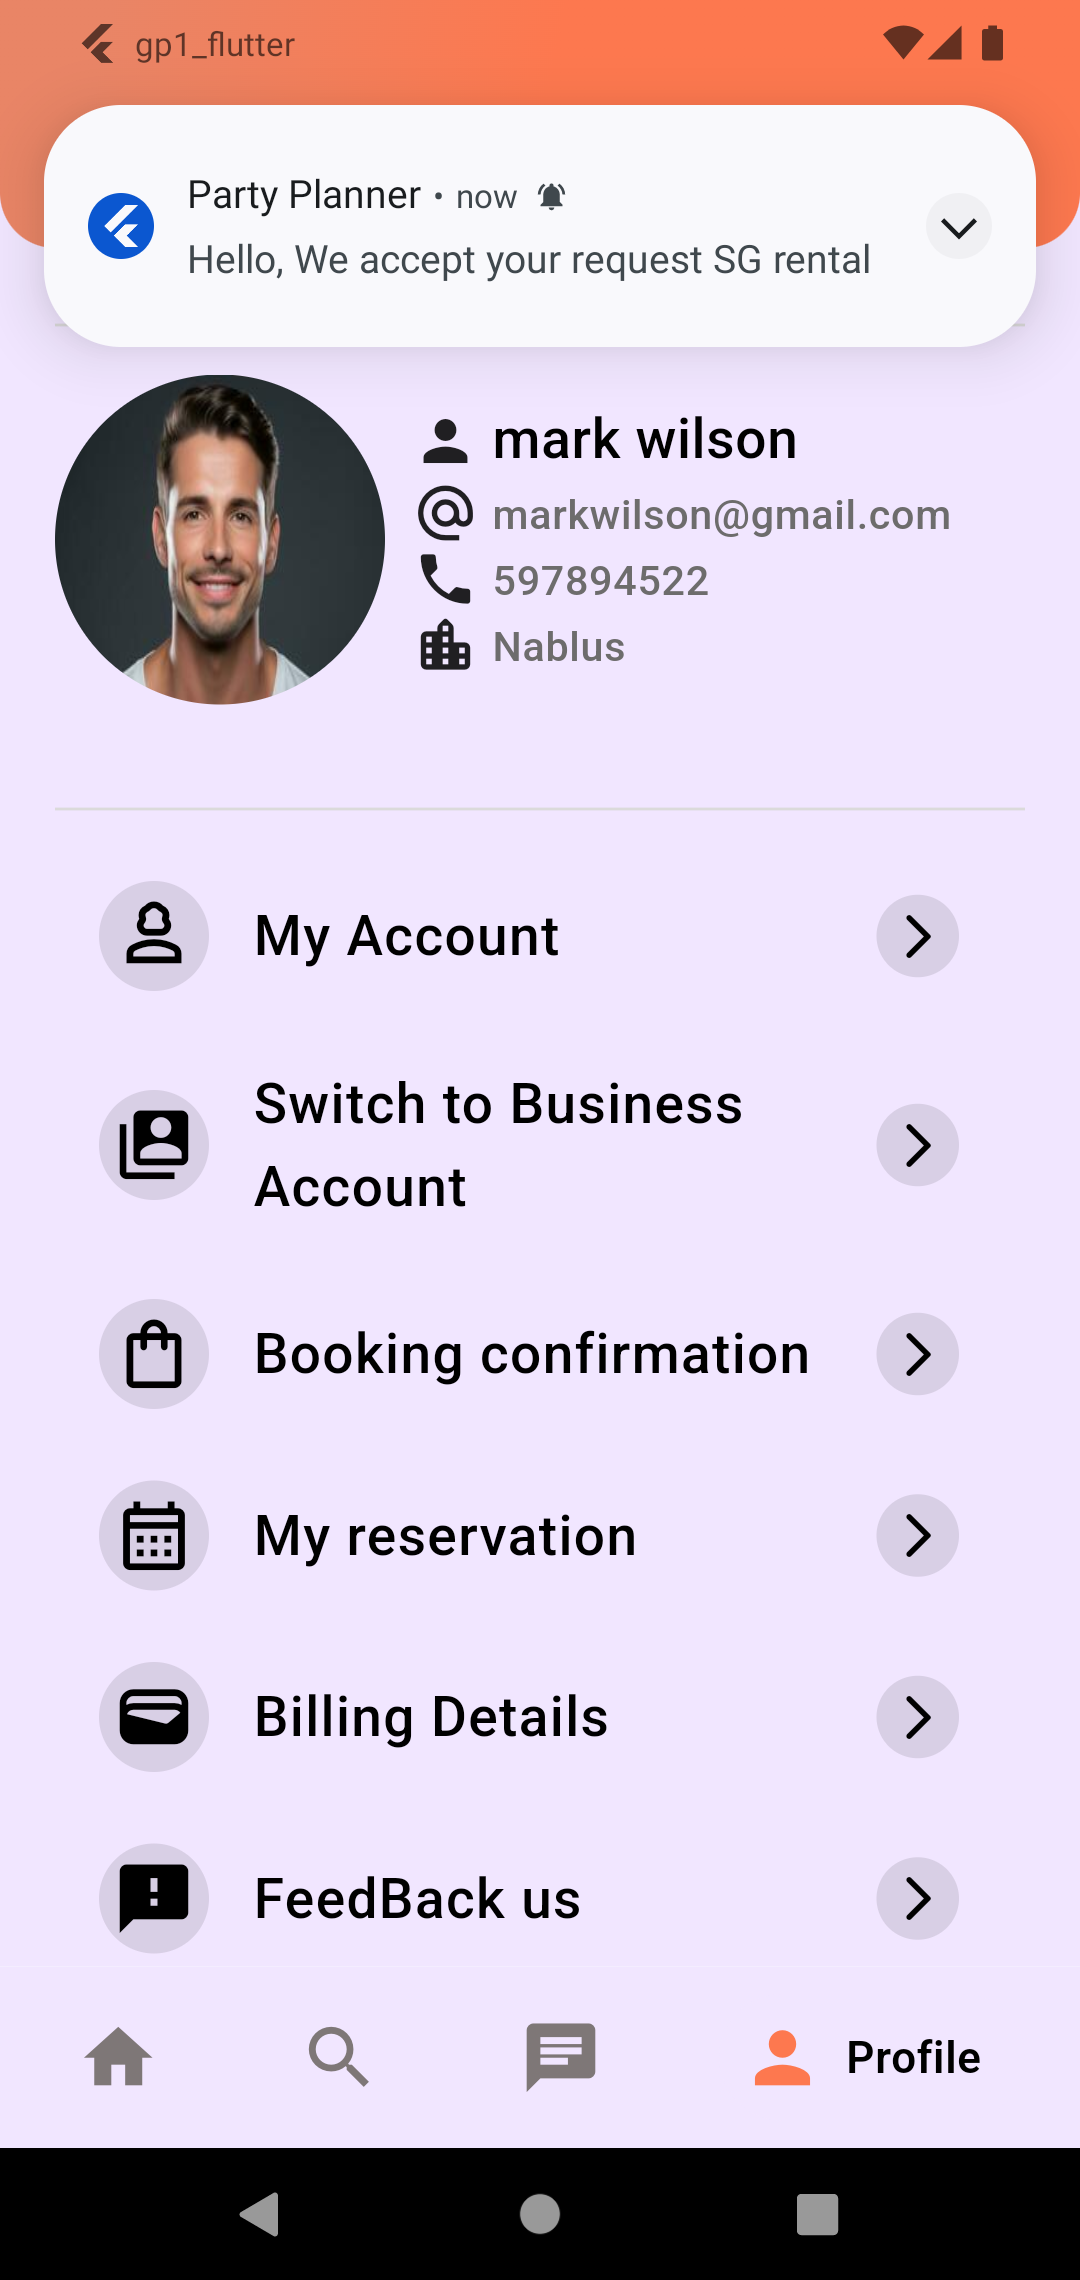 gp1_flutter
Party Planner • now
Hello, We accept your request SG rental
mark wilson
markwilson@gmail.com
597894522
Nablus
My Account
Switch to Business
Account
Booking confirmation
My reservation
Billing Details
FeedBack us
Profile